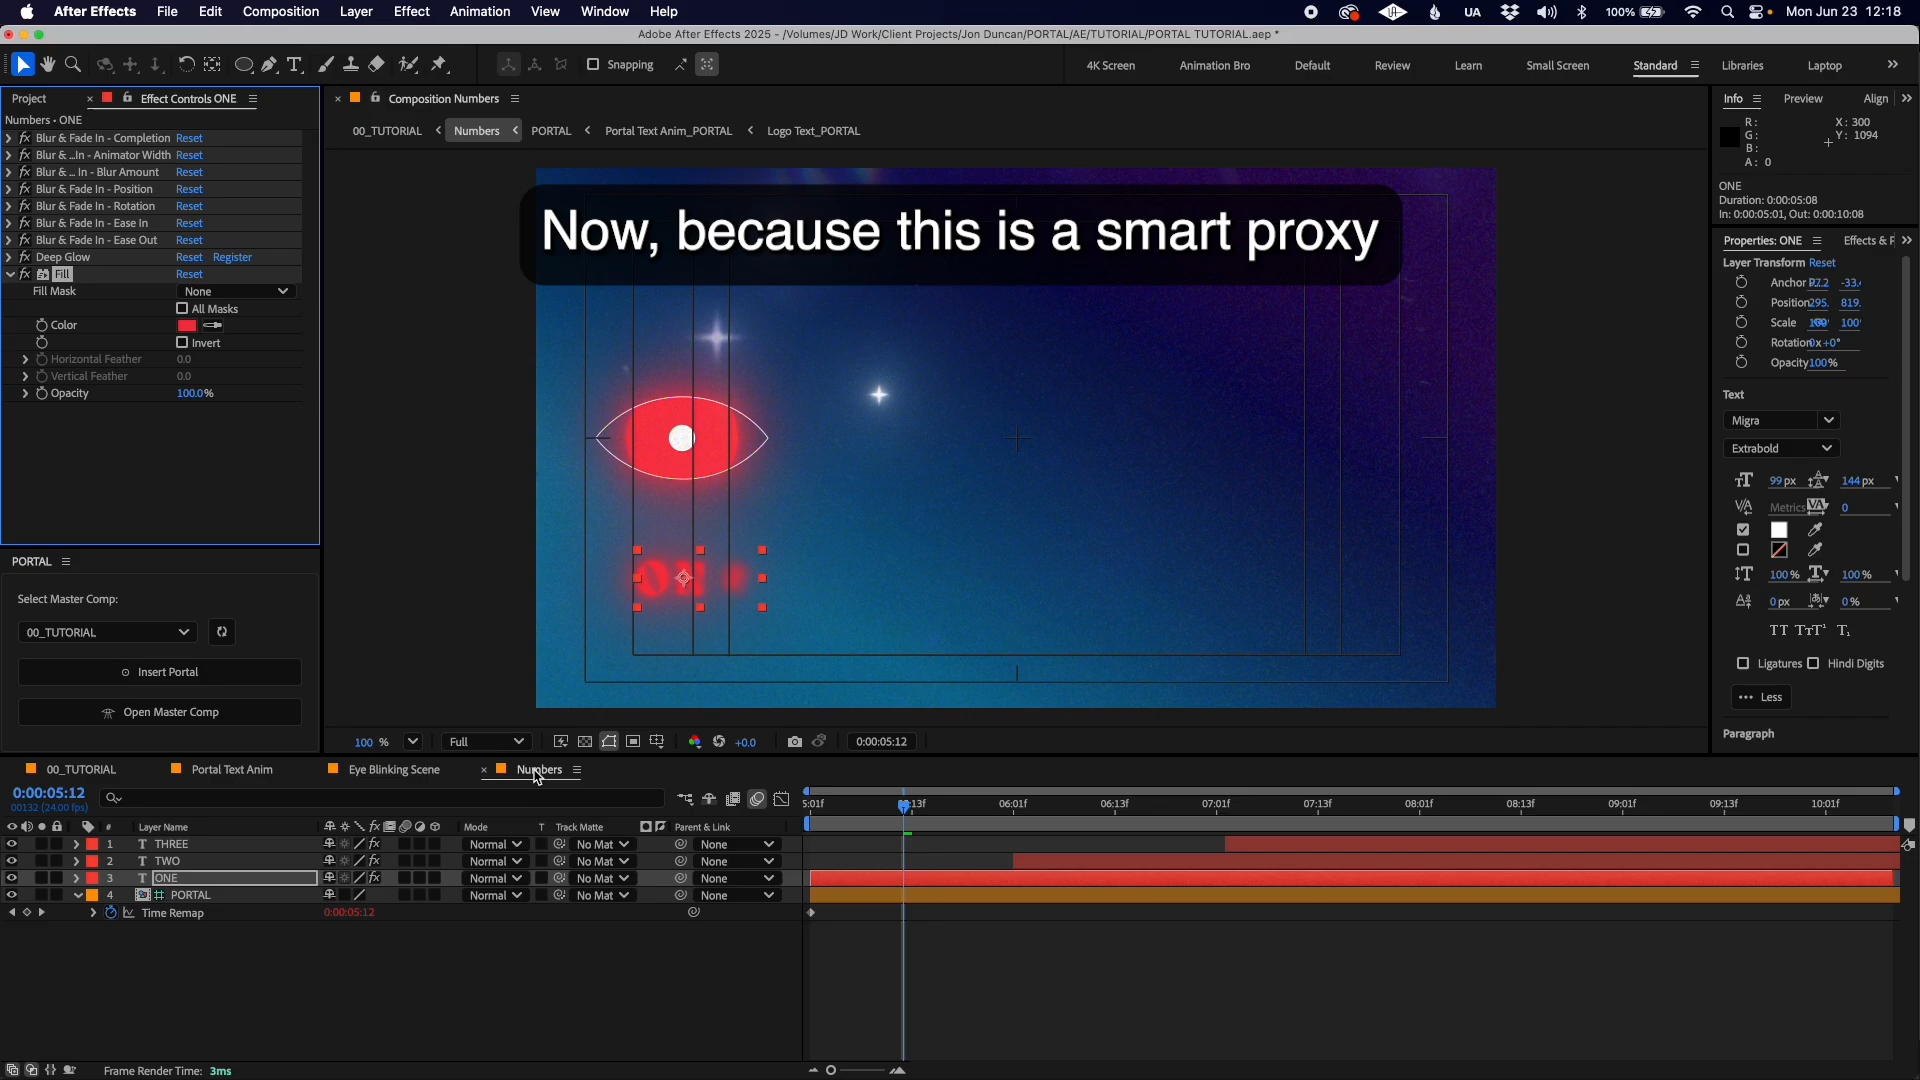 After Effects File Edit Composition Layer Effect Animation View Window Help UA 100% Mon Jun 23 12:18
Adobe After Effects 2025 - /Volumes/JD Work/Client Projects/Jon Duncan/PORTAL/AE/TUTORIAL/PORTAL TUTORIAL.aep *
Snapping 4K Screen Animation Bro Default Review Learn Small Screen Standard Libraries Laptop
Project Effect Controls ONE
Numbers • ONE
Blur & Fade In - Completion Reset
Blur & ...In - Animator Width Reset
Blur & ... In - Blur Amount Reset
Blur & Fade In - Position Reset
Blur & Fade In - Rotation Reset
Blur & Fade In - Ease In Reset
Blur & Fade In - Ease Out Reset
Deep Glow Reset Register
Fill Reset
Fill Mask None
All Masks
Color
Invert
Horizontal Feather 0.0
Vertical Feather 0.0
Opacity 100.0%
PORTAL
Select Master Comp:
00_TUTORIAL
Insert Portal
Open Master Comp
Composition Numbers
00_TUTORIAL Numbers PORTAL Portal Text Anim_PORTAL Logo Text_PORTAL
Now, because this is a smart proxy
100 % Full +0.0 0:00:05:12
Info Preview Align
R: X: 300
G: Y: 1094
B:
A: 0
ONE
Duration: 0:00:05:08
In: 0:00:05:01, Out: 0:00:10:08
Properties: ONE Effects & F
Layer Transform Reset
Anchor -33.
Position 295. 819.
Scale 100
Rotation 0x+0°
Opacity 100%
Text
Migra
Extrabold
99 px 144 px
Metrics 0
100 % 100 %
0 px 0 %
TT Tᴛ T¹ T₁
Ligatures Hindi Digits
Less
Paragraph
00_TUTORIAL Portal Text Anim Eye Blinking Scene Numbers
0:00:05:12
00132 (24.00 fps)
5:01f 06:01f 06:13f 07:01f 07:13f 08:01f 08:13f 09:01f 09:13f 10:01f
# Layer Name Mode T Track Matte Parent & Link
1 T THREE Normal No Mat None
2 T TWO Normal No Mat None
3 T ONE Normal No Mat None
4 PORTAL Normal No Mat None
Time Remap 0:00:05:12
Frame Render Time: 3ms